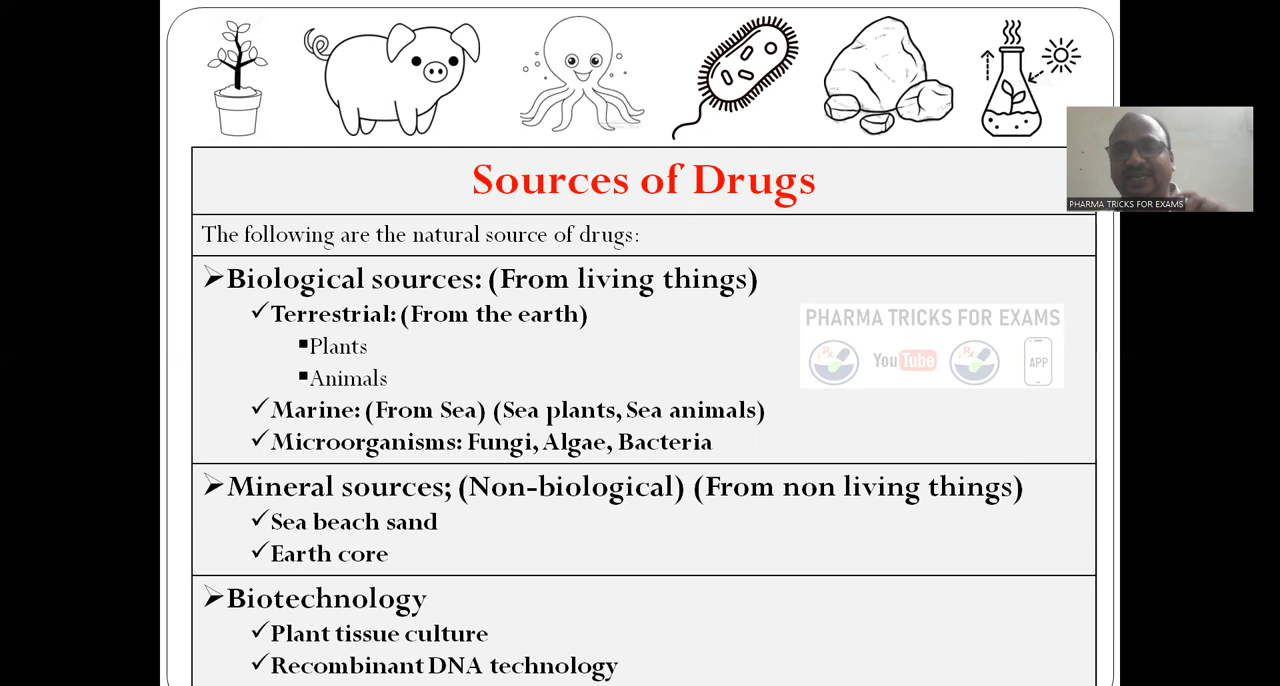 Sources of Drugs
PHARMA TRICKS FOR EXAMS
The following are the natural source of drugs:
➢Biological sources: (From living things)
✓Terrestrial: (From the earth)
PHARMA TRICKS FOR EXAMS
▪Plants
Rx YouTube Rx APP
▪Animals
✓Marine: (From Sea) (Sea plants, Sea animals)
✓Microorganisms: Fungi, Algae, Bacteria
➢Mineral sources; (Non-biological) (From non living things)
✓Sea beach sand
✓Earth core
➢Biotechnology
✓Plant tissue culture
✓Recombinant DNA technology